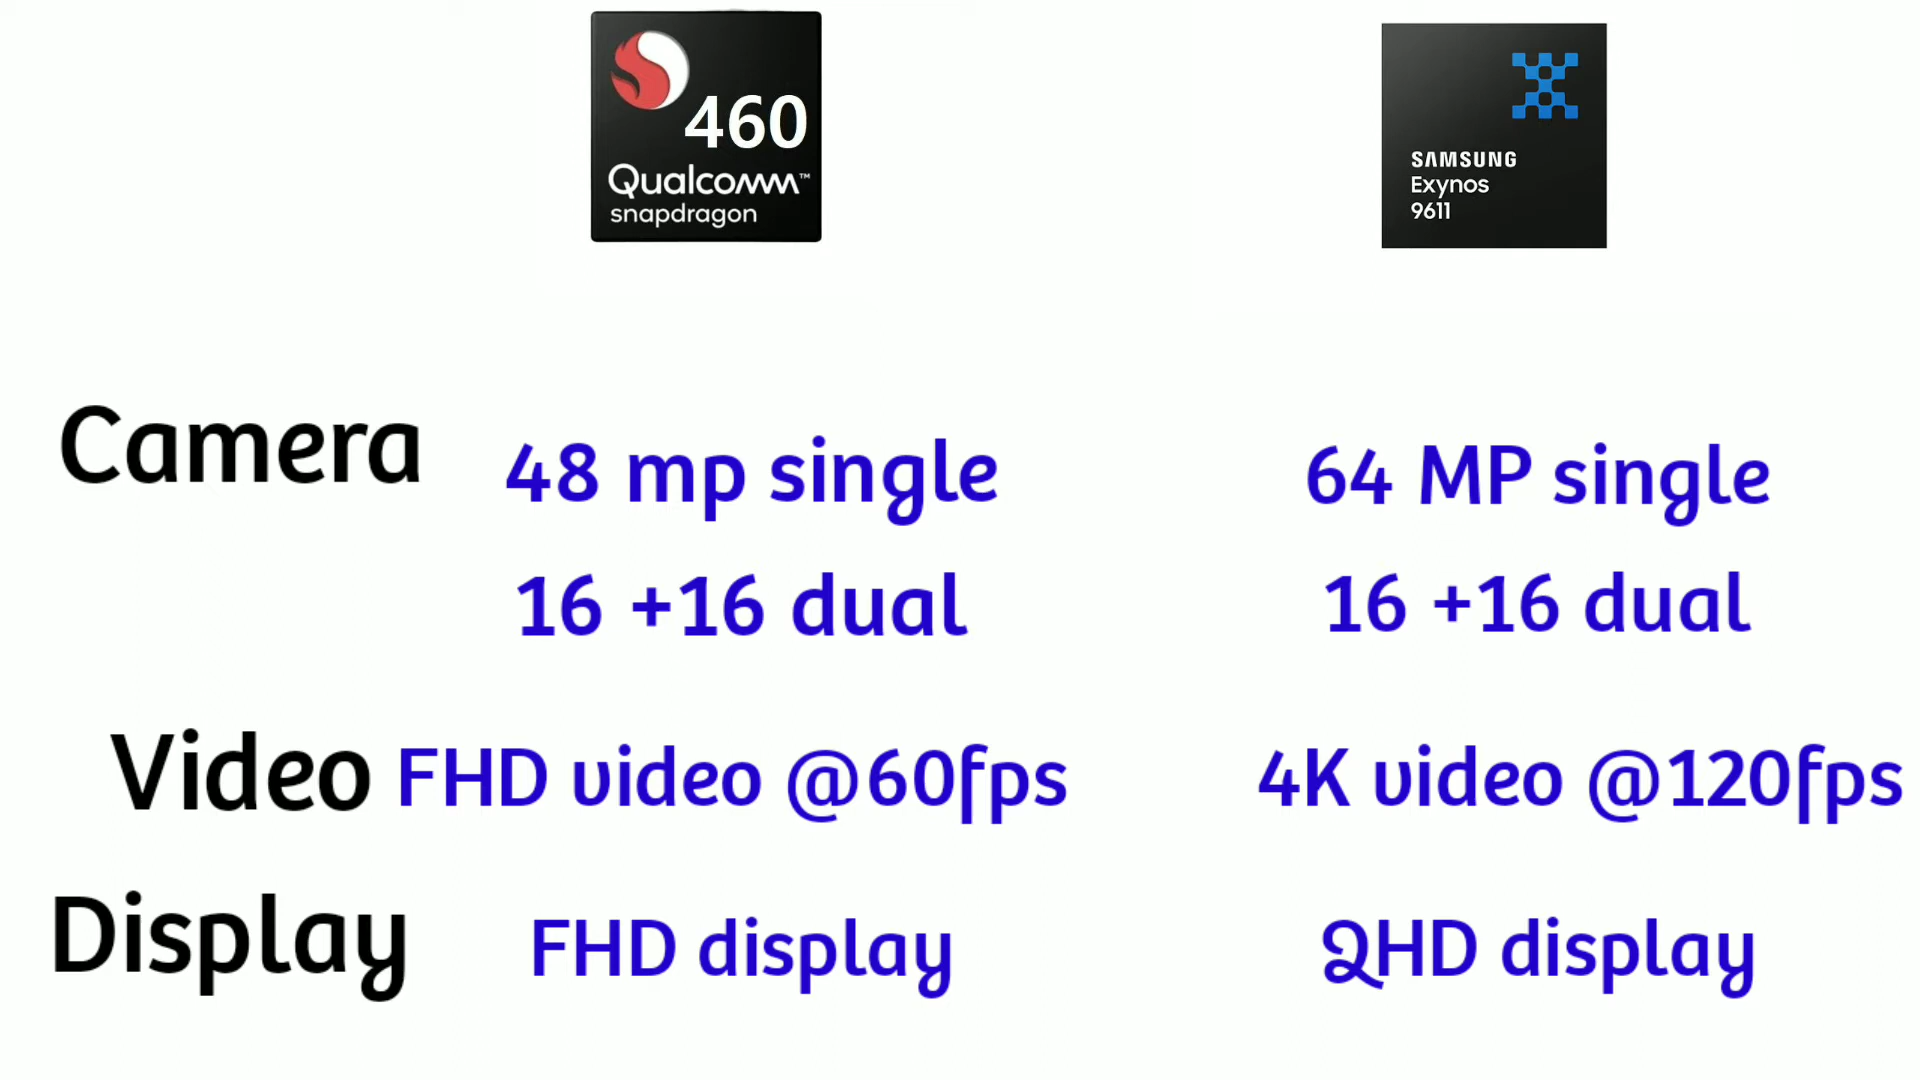 460
Qualcomm™
snapdragon
SAMSUNG
Exynos
9611
Camera 48 mp single 64 MP single
16 +16 dual 16 +16 dual
Video FHD video @60fps 4K video @120fps
Display FHD display QHD display